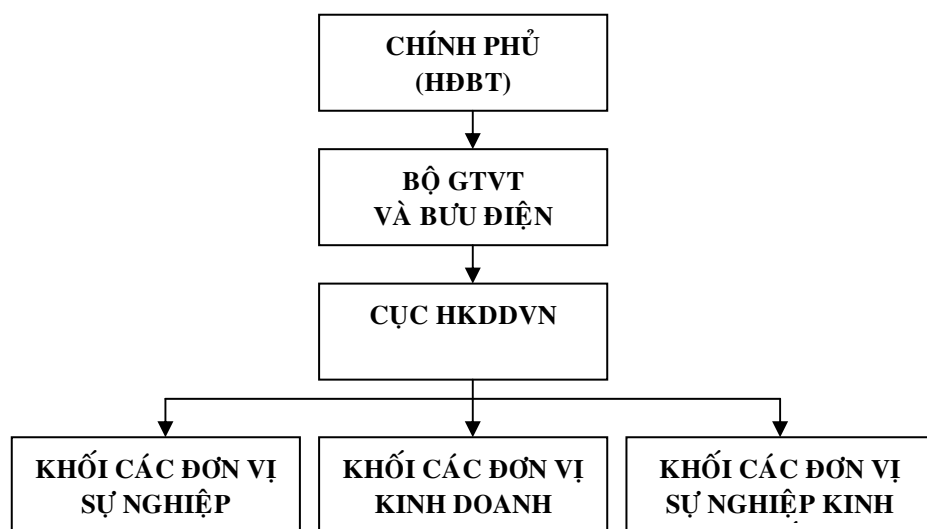 CHÍNH PHỦ
(HĐBT)
BỘ GTVT
VÀ BƯU ĐIỆN
CỤC HKDDVN
KHỐI CÁC ĐƠN VỊ
SỰ NGHIỆP
KHỐI CÁC ĐƠN VỊ
KINH DOANH
KHỐI CÁC ĐƠN VỊ
SỰ NGHIỆP KINH